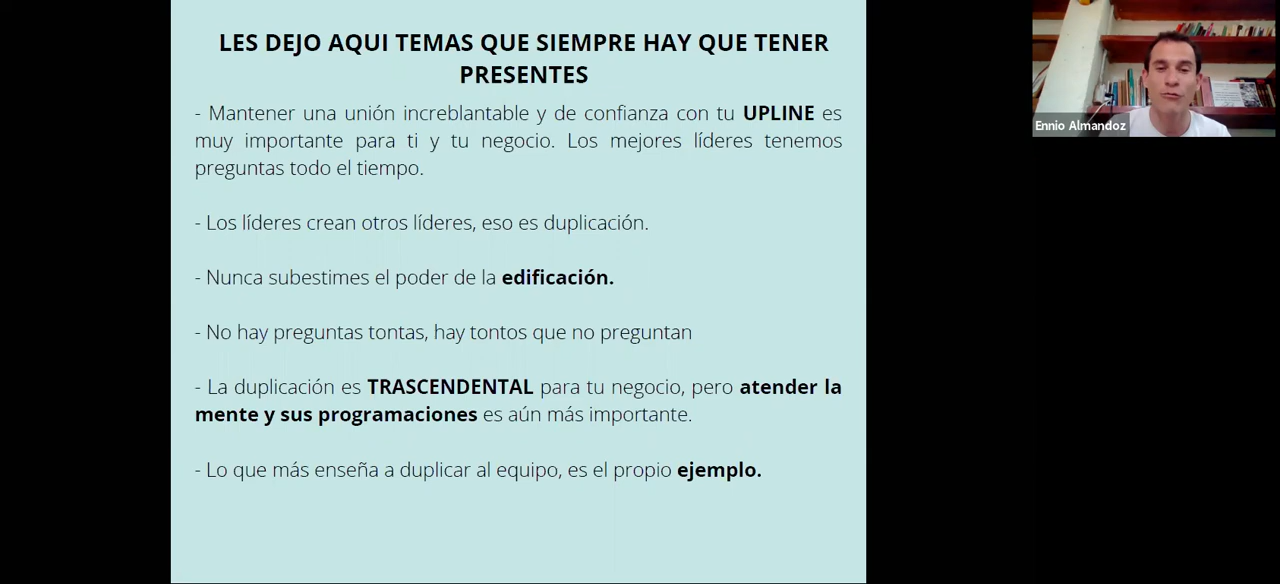 LES DEJO AQUI TEMAS QUE SIEMPRE HAY QUE TENER
PRESENTES
- Mantener una unión increblantable y de confianza con tu UPLINE es
muy importante para ti y tu negocio. Los mejores líderes tenemos
preguntas todo el tiempo.
- Los líderes crean otros líderes, eso es duplicación.
- Nunca subestimes el poder de la edificación.
- No hay preguntas tontas, hay tontos que no preguntan
- La duplicación es TRASCENDENTAL para tu negocio, pero atender la
mente y sus programaciones es aún más importante.
- Lo que más enseña a duplicar al equipo, es el propio ejemplo.
Ennio Almandoz